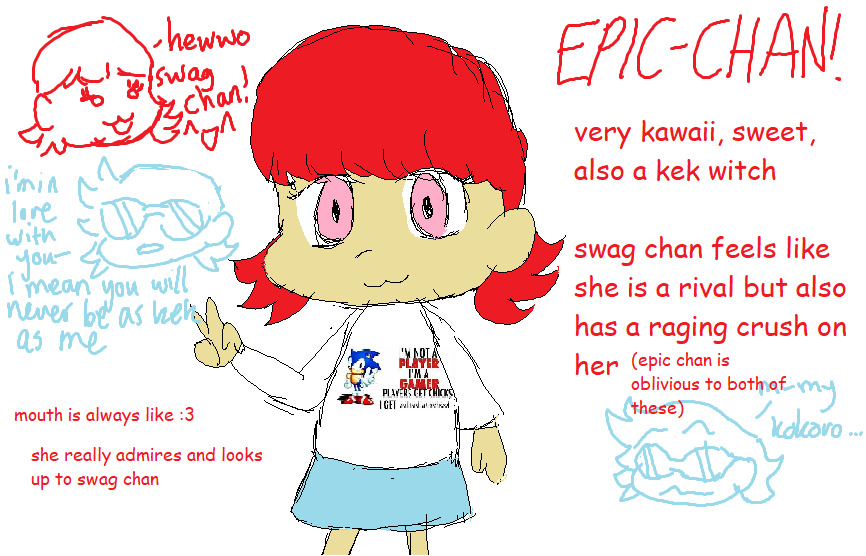 hewwo
swag
chan!
^u^
EPIC-CHAN!
very kawaii, sweet,
also a kek witch
i'm in
love
with
you-
i mean you will
never be as kek
as me
swag chan feels like
she is a rival but also
has a raging crush on
her (epic chan is
oblivious to both of
these)
I'M NOT A
PLAYER
I'M A
GAMER
PLAYERS GET CHICKS
I GET
mouth is always like :3
she really admires and looks
up to swag chan
m-my
kokoro...